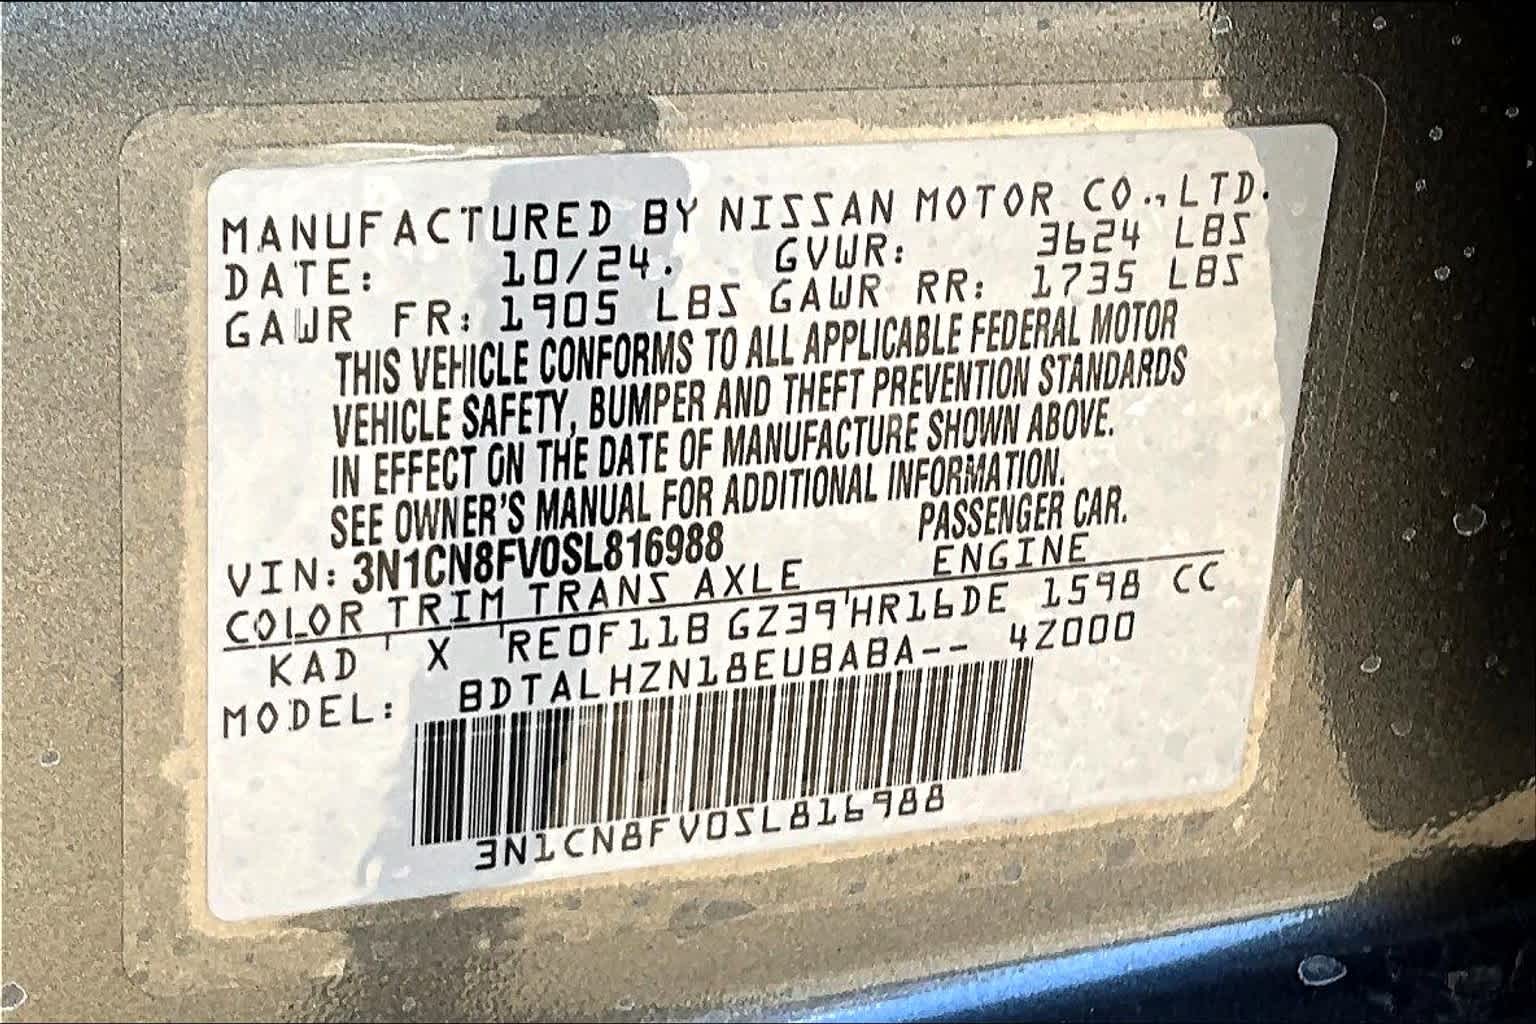 MANUFACTURED BY NISSAN MOTOR CO., LTD.
DATE: 10/24. GVWR: 3624 LBS
GAWR FR: 1905 LBS GAWR RR: 1735 LBS
THIS VEHICLE CONFORMS TO ALL APPLICABLE FEDERAL MOTOR
VEHICLE SAFETY, BUMPER AND THEFT PREVENTION STANDARDS
IN EFFECT ON THE DATE OF MANUFACTURE SHOWN ABOVE.
SEE OWNER'S MANUAL FOR ADDITIONAL INFORMATION.
VIN: 3N1CN8FV0SL816988 PASSENGER CAR.
COLOR TRIM TRANS AXLE ENGINE
KAD X RE0F11B GZ39 HR16DE 1598 CC
MODEL: BDTALHZN18EUBABA-- 4Z000
3N1CN8FV0SL816988